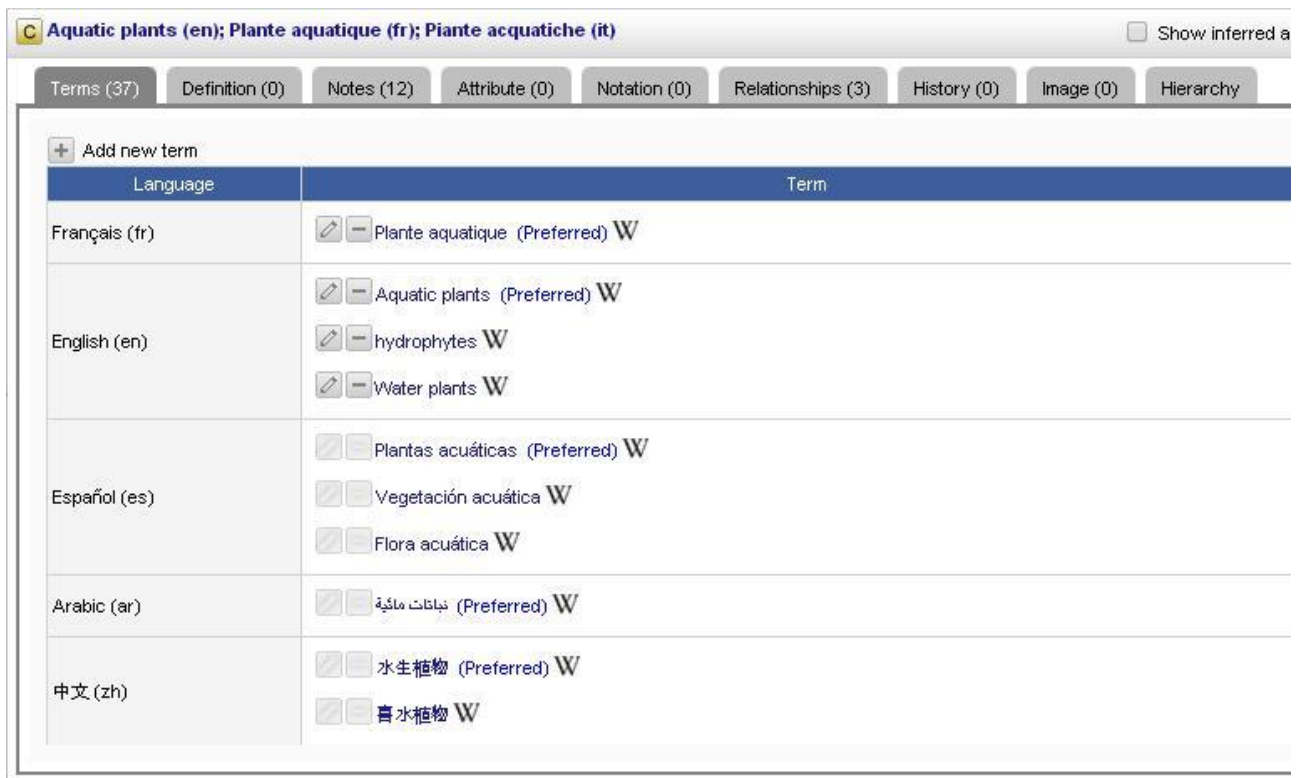 C Aquatic plants (en); Plante aquatique (fr); Piante acquatiche (it) Show inferred a
Terms (37) Definition (0) Notes (12) Attribute (0) Notation (0) Relationships (3) History (0) Image (0) Hierarchy
Add new term
Language Term
Français (fr) Plante aquatique (Preferred) W
English (en)
Aquatic plants (Preferred) W
hydrophytes W
Water plants W
Español (es)
Plantas acuáticas (Preferred) W
Vegetación acuática W
Flora acuática W
Arabic (ar) نباتات مائية (Preferred) W
中文 (zh)
水生植物 (Preferred) W
喜水植物 W